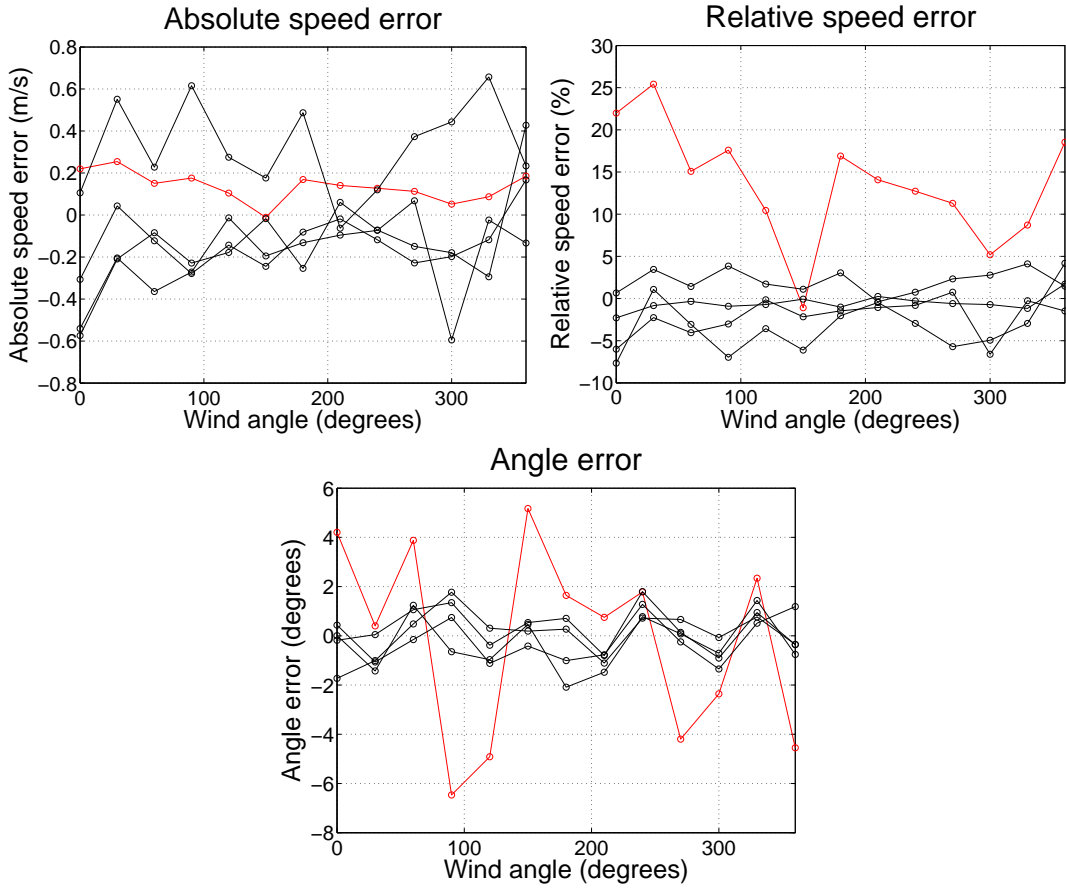 Absolute speed error
Absolute speed error (m/s)
0.8
0.6
0.4
0.2
0
−0.2
−0.4
−0.6
−0.8
0 100 200 300
Wind angle (degrees)
Relative speed error
Relative speed error (%)
30
25
20
15
10
5
0
−5
−10
0 100 200 300
Wind angle (degrees)
Angle error
Angle error (degrees)
6
4
2
0
−2
−4
−6
−8
0 100 200 300
Wind angle (degrees)